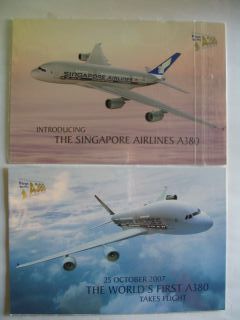 SINGAPORE AIRLINES
INTRODUCING
THE SINGAPORE AIRLINES A380
25 OCTOBER 2007
THE WORLD'S FIRST A380
TAKES FLIGHT